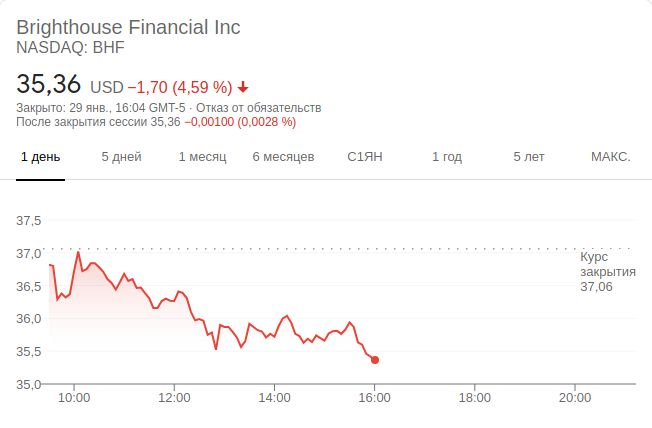 Brighthouse Financial Inc
NASDAQ: BHF
35,36 USD −1,70 (4,59 %)
Закрыто: 29 янв., 16:04 GMT-5 · Отказ от обязательств
После закрытия сессии 35,36 −0,00100 (0,0028 %)
1 день 5 дней 1 месяц 6 месяцев С1ЯН 1 год 5 лет МАКС.
37,5
37,0
36,5
36,0
35,5
35,0
Курс
закрытия
37,06
10:00 12:00 14:00 16:00 18:00 20:00